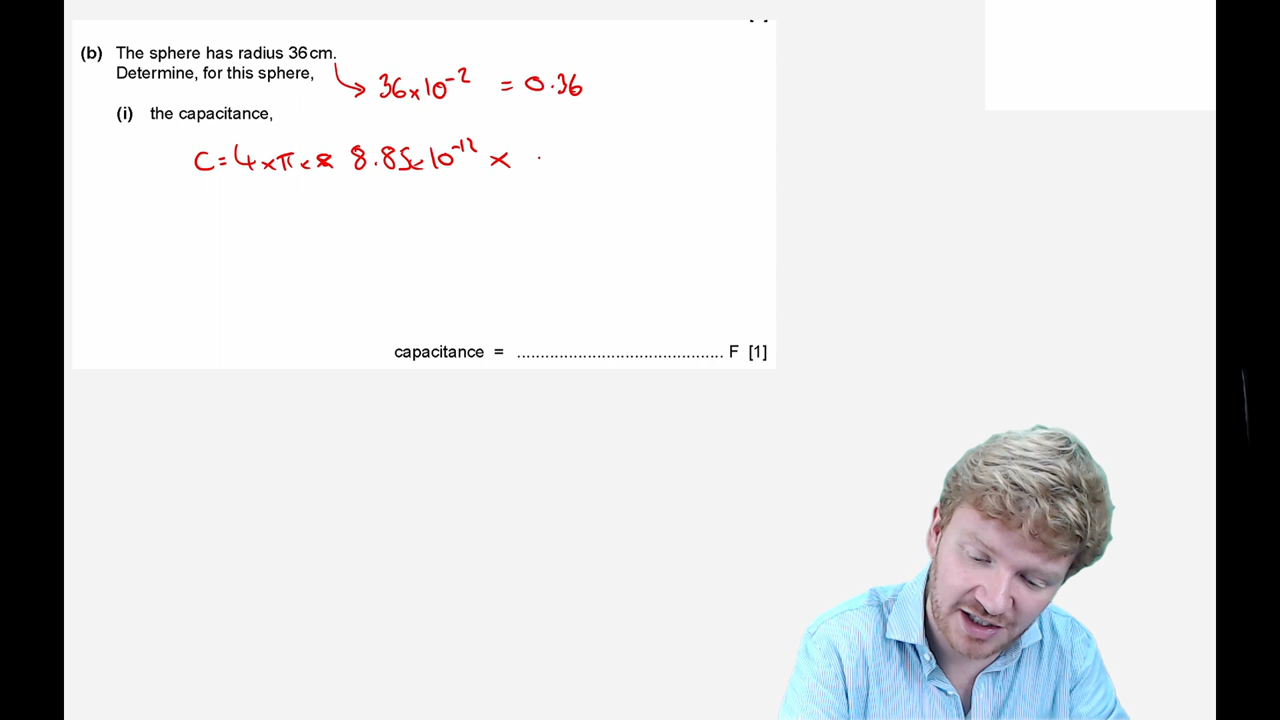 (b) The sphere has radius 36 cm.
Determine, for this sphere,
36×10⁻² = 0.36
(i) the capacitance,
C = 4 × π × 8.85×10⁻¹² ×
capacitance = ........................................... F [1]